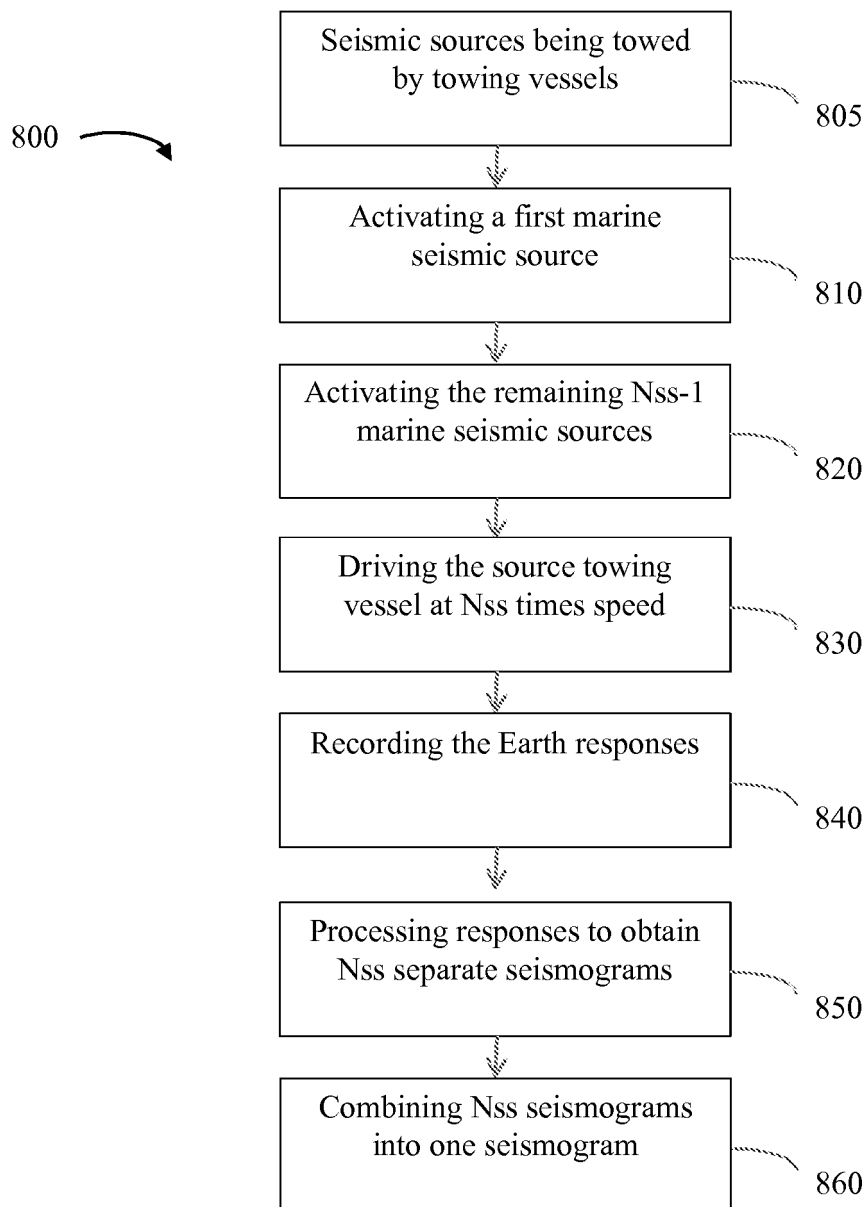 Seismic sources being towed
by towing vessels
805
800
Activating a first marine
seismic source
810
Activating the remaining Nss-1
marine seismic sources
820
Driving the source towing
vessel at Nss times speed
830
Recording the Earth responses
840
Processing responses to obtain
Nss separate seismograms
850
Combining Nss seismograms
into one seismogram
860